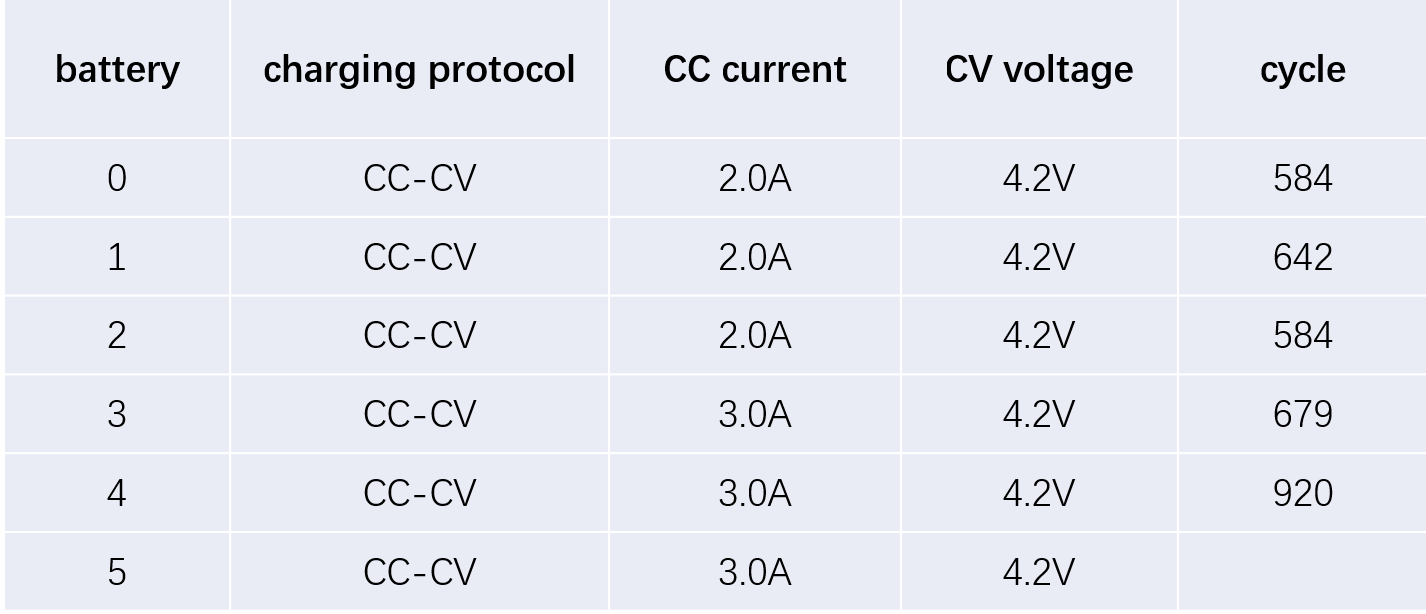 battery charging protocol CC current CV voltage cycle
0 CC-CV 2.0A 4.2V 584
1 CC-CV 2.0A 4.2V 642
2 CC-CV 2.0A 4.2V 584
3 CC-CV 3.0A 4.2V 679
4 CC-CV 3.0A 4.2V 920
5 CC-CV 3.0A 4.2V